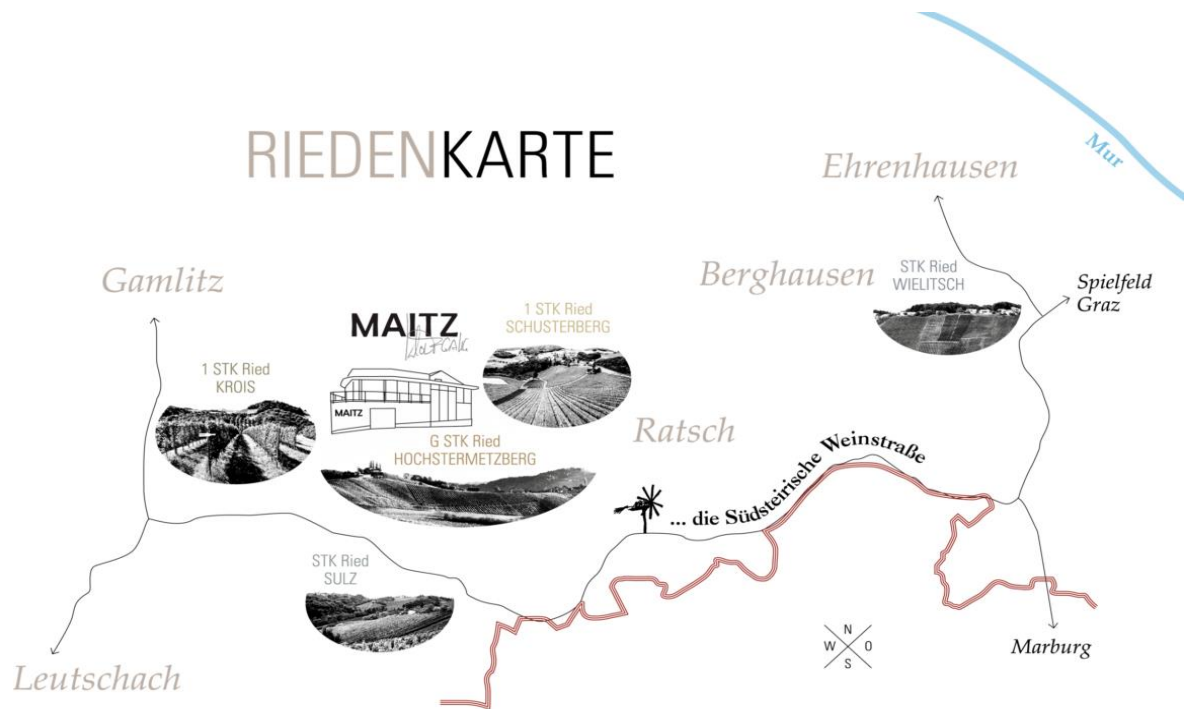 RIEDENKARTE
Mur
Ehrenhausen
Berghausen
STK Ried
WIELITSCH
Spielfeld
Graz
Gamlitz
1 STK Ried
SCHUSTERBERG
MAITZ
WOLFGANG
1 STK Ried
KROIS
MAITZ
G STK Ried
HOCHSTERMETZBERG
Ratsch
... die Südsteirische Weinstraße
STK Ried
SULZ
N
W O
S
Marburg
Leutschach